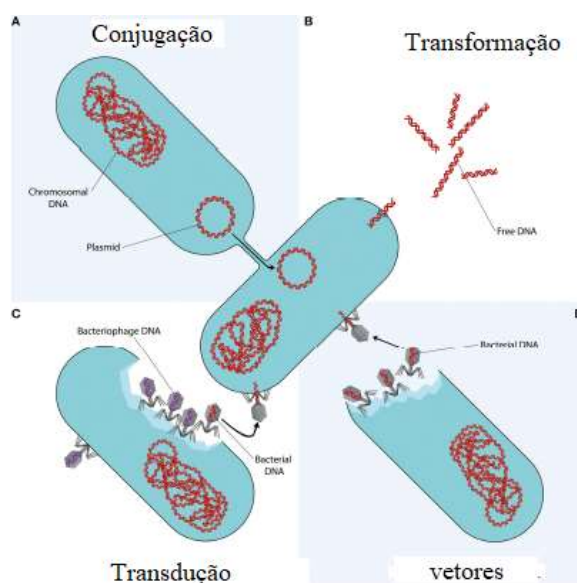 A
Conjugação
B
Transformação
Chromosomal
DNA
Plasmid
Free DNA
C
Bacteriophage DNA
Bacterial DNA
Bacterial
DNA
Transdução
vetores